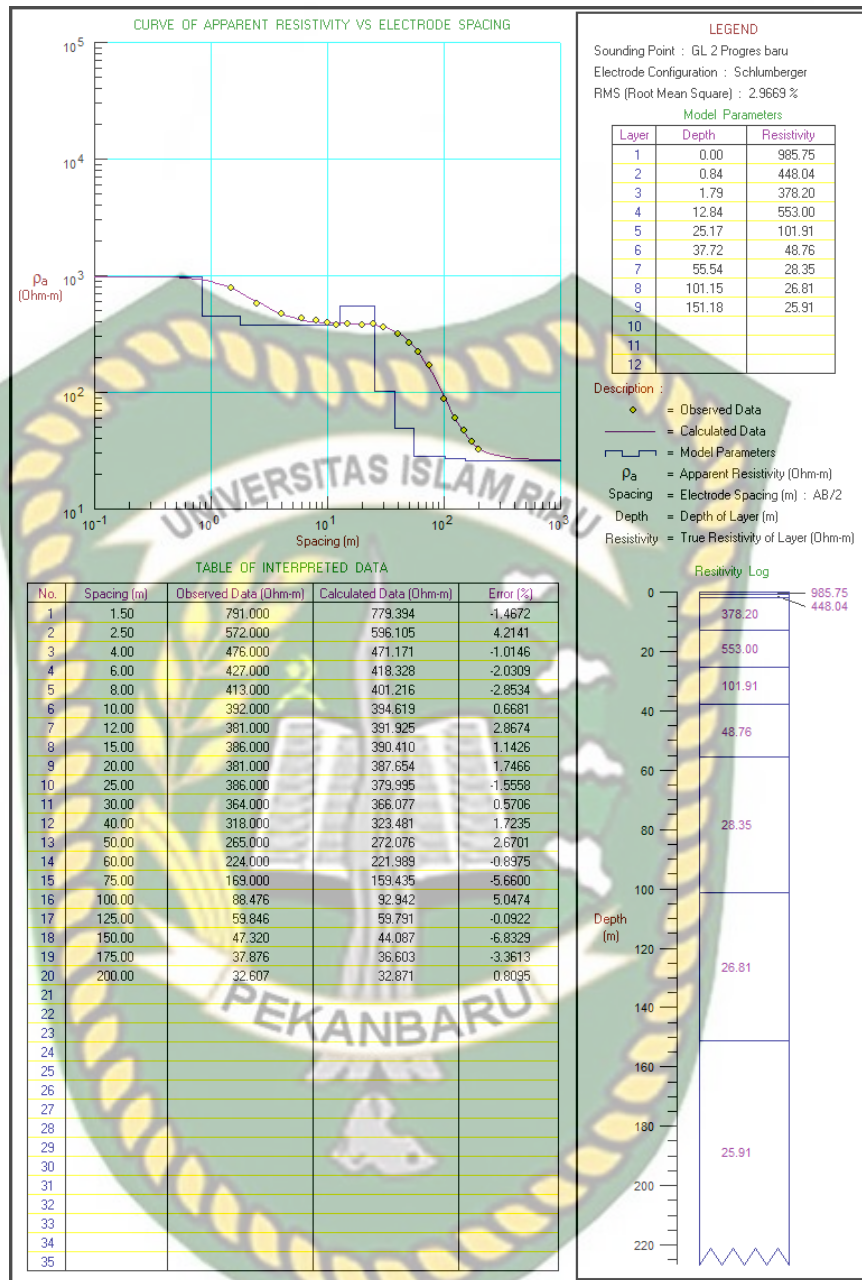 CURVE OF APPARENT RESISTIVITY VS ELECTRODE SPACING
10^5
10^4
ρa 10^3
(Ohm-m)
10^2
10^1
10^-1 10^0 10^1 10^2 10^3
Spacing (m)
TABLE OF INTERPRETED DATA
No. Spacing (m) Observed Data (Ohm-m) Calculated Data (Ohm-m) Error (%)
1 1.50 791.000 779.394 -1.4672
2 2.50 572.000 596.105 4.2141
3 4.00 476.000 471.171 -1.0146
4 6.00 427.000 418.328 -2.0309
5 8.00 413.000 401.216 -2.8534
6 10.00 392.000 394.619 0.6681
7 12.00 381.000 391.925 2.8674
8 15.00 386.000 390.410 1.1426
9 20.00 381.000 387.654 1.7466
10 25.00 386.000 379.995 -1.5558
11 30.00 364.000 366.077 0.5706
12 40.00 318.000 323.481 1.7235
13 50.00 265.000 272.076 2.6701
14 60.00 224.000 221.989 -0.8975
15 75.00 169.000 159.435 -5.6600
16 100.00 88.476 92.942 5.0474
17 125.00 59.846 59.791 -0.0922
18 150.00 47.320 44.087 -6.8329
19 175.00 37.876 36.603 -3.3613
20 200.00 32.607 32.871 0.8095
21
22
23
24
25
26
27
28
29
30
31
32
33
34
35
LEGEND
Sounding Point : GL 2 Progres baru
Electrode Configuration : Schlumberger
RMS (Root Mean Square) : 2.9669 %
Model Parameters
Layer Depth Resistivity
1 0.00 985.75
2 0.84 448.04
3 1.79 378.20
4 12.84 553.00
5 25.17 101.91
6 37.72 48.76
7 55.54 28.35
8 101.15 26.81
9 151.18 25.91
10
11
12
Description :
= Observed Data
= Calculated Data
= Model Parameters
ρa = Apparent Resistivity (Ohm-m)
Spacing = Electrode Spacing (m) : AB/2
Depth = Depth of Layer (m)
Resistivity = True Resistivity of Layer (Ohm-m)
Resitivity Log
0 985.75
448.04
378.20
20 553.00
101.91
40
48.76
60
80 28.35
100
Depth
(m)
120 26.81
140
160
180
25.91
200
220
UNIVERSITAS ISLAM RIAU
PEKANBARU